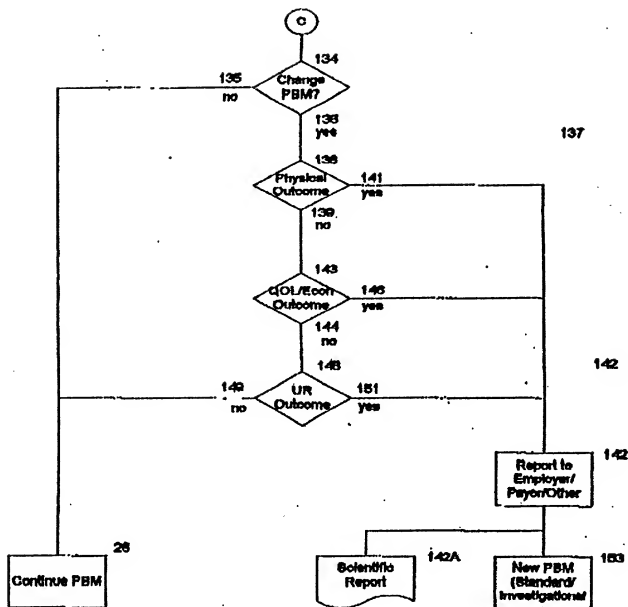 C
134
135
Change
PBM?
no
136
yes
137
138
Physical
Outcome
141
yes
139
no
143
QOL/Econ
Outcome
146
yes
144
no
148
142
149
no
UR
Outcome
151
yes
142
Report to
Employer/
Payor/Other
26
Continue PBM
Scientific
Report
142A
New PBM
(Standard/
Investigational
153